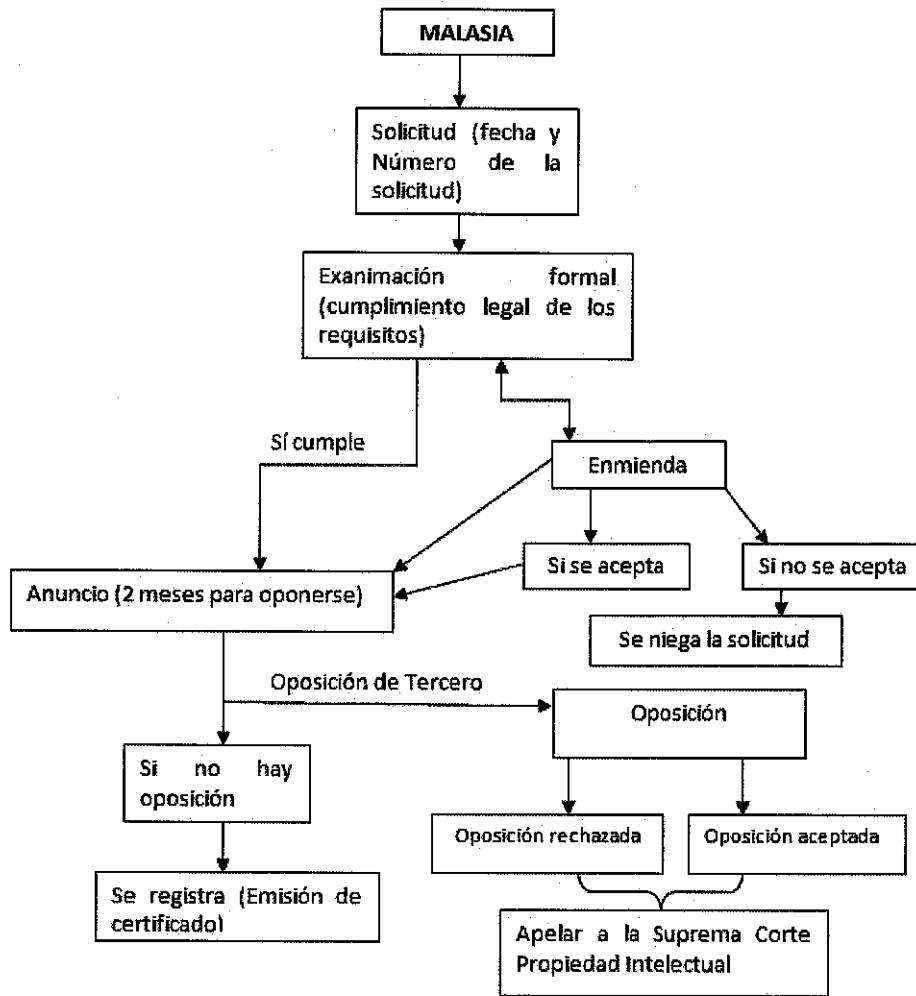 MALASIA
Solicitud (fecha y
Número de la
solicitud)
Exanimación formal
(cumplimiento legal de los
requisitos)
Sí cumple
Enmienda
Si se acepta
Si no se acepta
Anuncio (2 meses para oponerse)
Se niega la solicitud
Oposición de Tercero
Oposición
Si no hay
oposición
Oposición rechazada
Oposición aceptada
Se registra (Emisión de
certificado)
Apelar a la Suprema Corte
Propiedad Intelectual